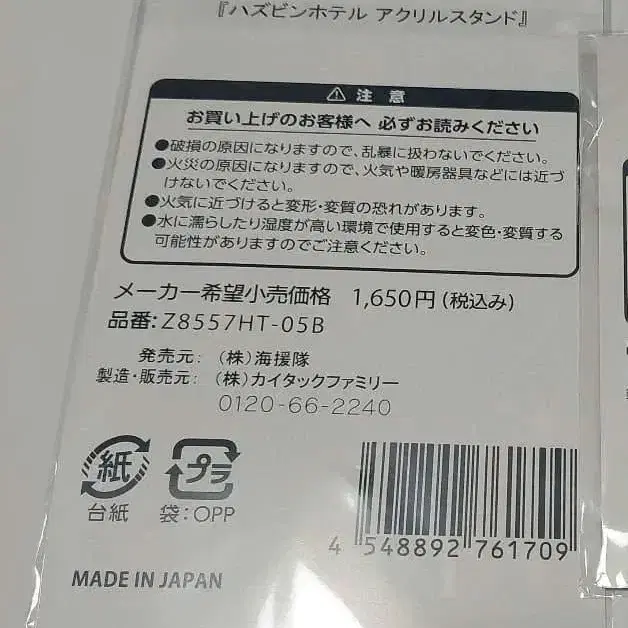 『ハズビンホテル アクリルスタンド』
⚠ 注 意
お買い上げのお客様へ 必ずお読みください
●破損の原因になりますので、乱暴に扱わないでください。
●火災の原因になりますので、火気や暖房器具などには近づ
けないでください。
●火気に近づけると変形・変質の恐れがあります。
●水に濡らしたり湿度が高い環境で使用すると変色・変質する
可能性がありますのでご注意ください。
メーカー希望小売価格 1,650円(税込み)
品番:Z8557HT-05B
発売元: (株)海援隊
製造・販売元: (株)カイタックファミリー
0120-66-2240
紙 プラ
台紙 袋:OPP
4 548892 761709
MADE IN JAPAN